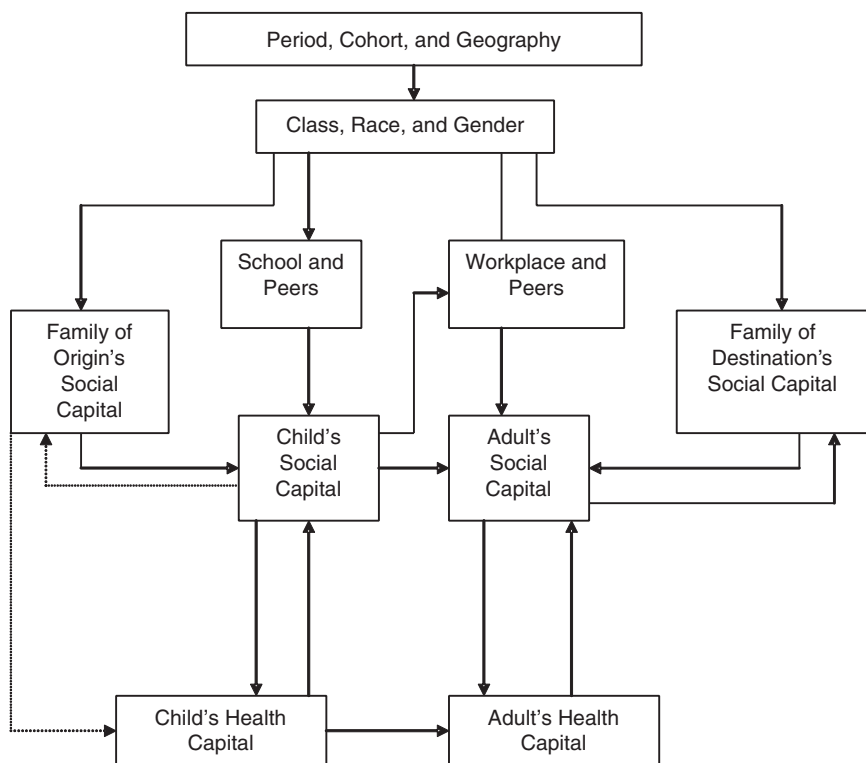 Period, Cohort, and Geography
Class, Race, and Gender
School and
Peers
Workplace and
Peers
Family of
Origin’s
Social
Capital
Family of
Destination’s
Social Capital
Child’s
Social
Capital
Adult’s
Social
Capital
Child’s Health
Capital
Adult’s Health
Capital